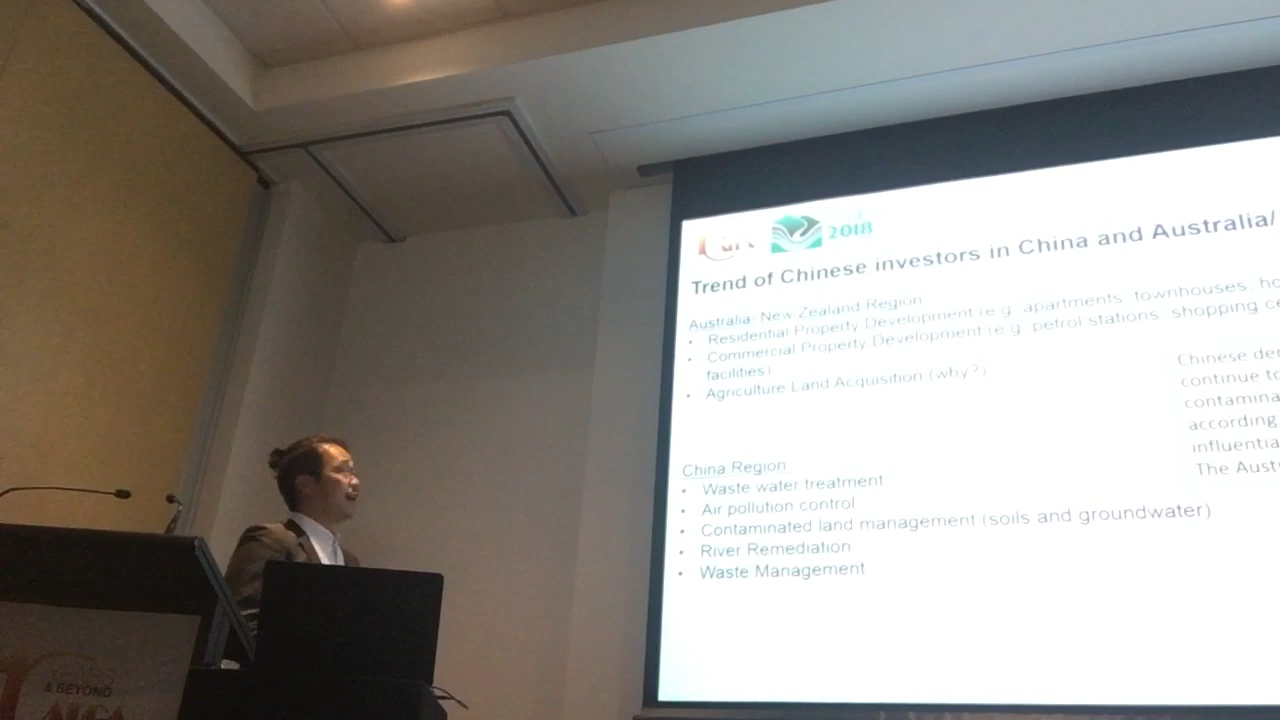 2018
Trend of Chinese investors in China and Australia/
Australia New Zealand Region
• Residential Property Development (e.g. apartments, townhouses, ho
• Commercial Property Development (e.g. petrol stations, shopping ce
facilities)
• Agriculture Land Acquisition (why?)
Chinese de
continue to
contamina
according
influentia
The Aust
China Region
• Waste water treatment
• Air pollution control
• Contaminated land management (soils and groundwater)
• River Remediation
• Waste Management
YEARS
& BEYOND